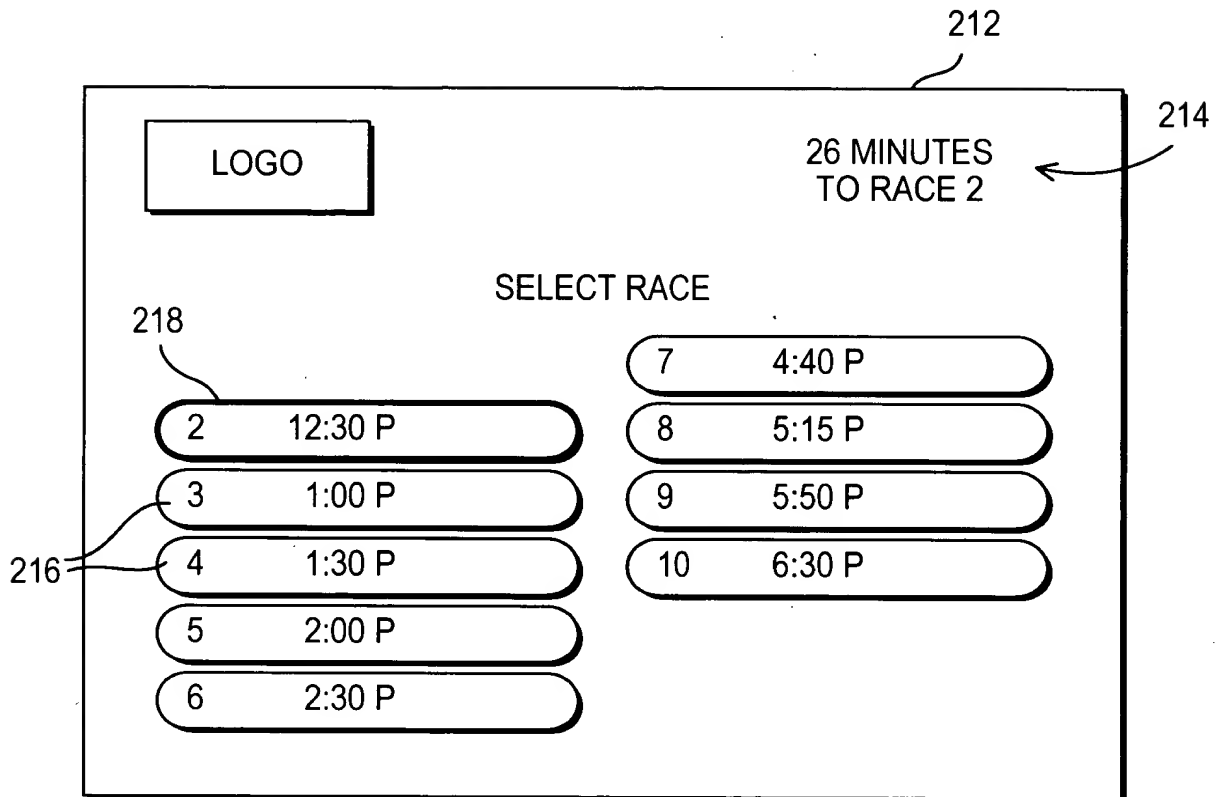 212
214
LOGO
26 MINUTES
TO RACE 2
SELECT RACE
218
2 12:30 P
3 1:00 P
4 1:30 P
5 2:00 P
6 2:30 P
216
7 4:40 P
8 5:15 P
9 5:50 P
10 6:30 P